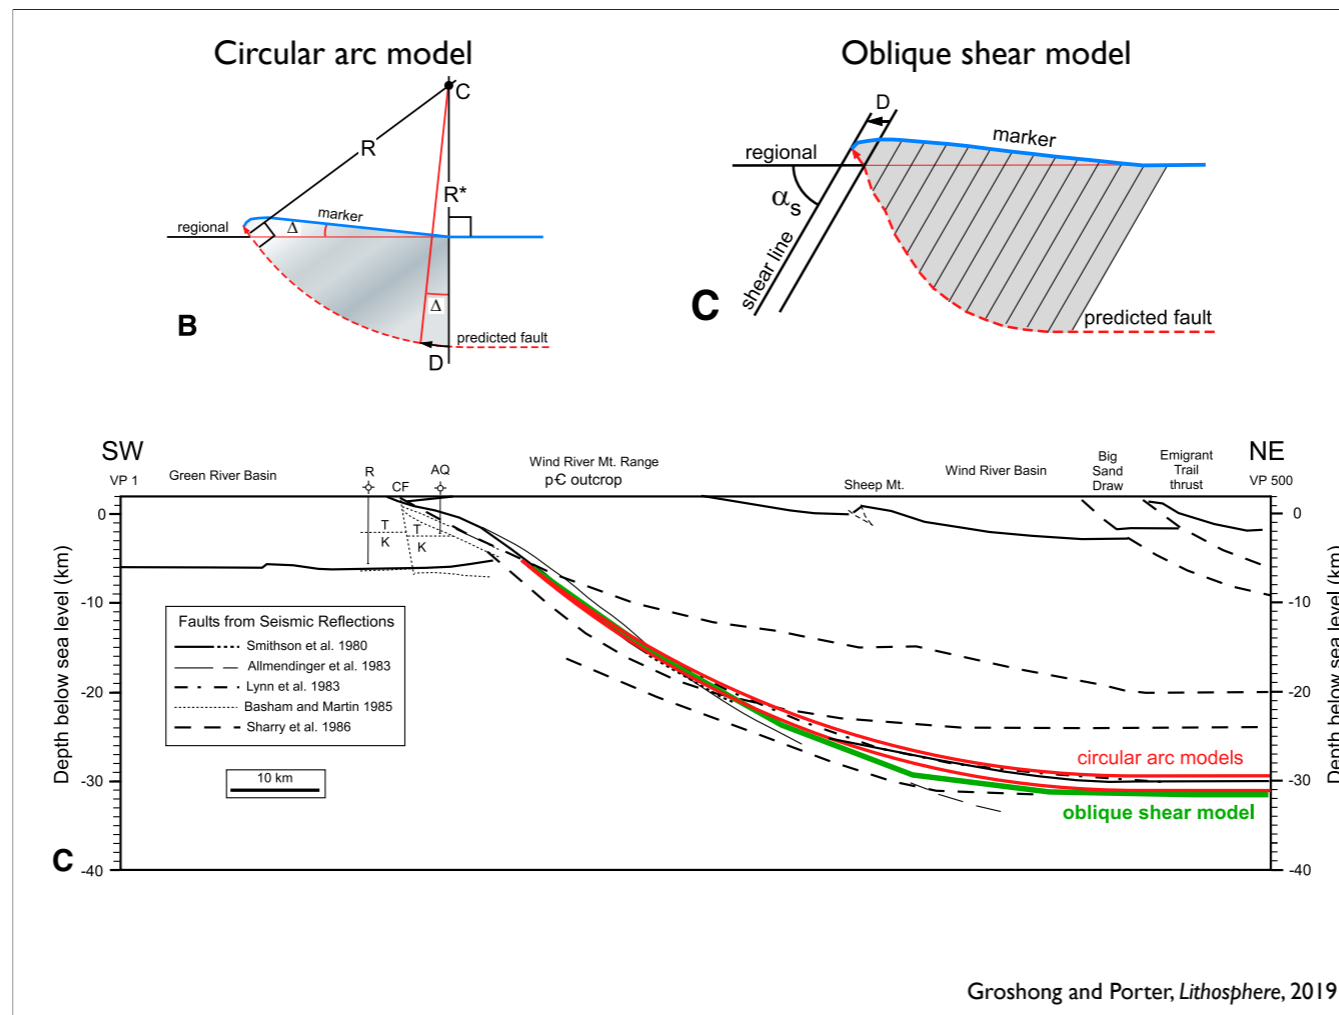 Circular arc model
Oblique shear model
C
R
R*
regional
marker
Δ
Δ
B
predicted fault
D
D
regional
marker
αs
shear line
C
predicted fault
SW
NE
VP 1
Green River Basin
R
CF
AQ
Wind River Mt. Range
p-C outcrop
Sheep Mt.
Wind River Basin
Big
Sand
Draw
Emigrant
Trail
thrust
VP 500
T
K
T
K
0
-10
-20
-30
-40
Depth below sea level (km)
0
-10
-20
-30
-40
Depth below sea level (km)
Faults from Seismic Reflections
Smithson et al. 1980
Allmendinger et al. 1983
Lynn et al. 1983
Basham and Martin 1985
Sharry et al. 1986
10 km
circular arc models
oblique shear model
C
Groshong and Porter, Lithosphere, 2019